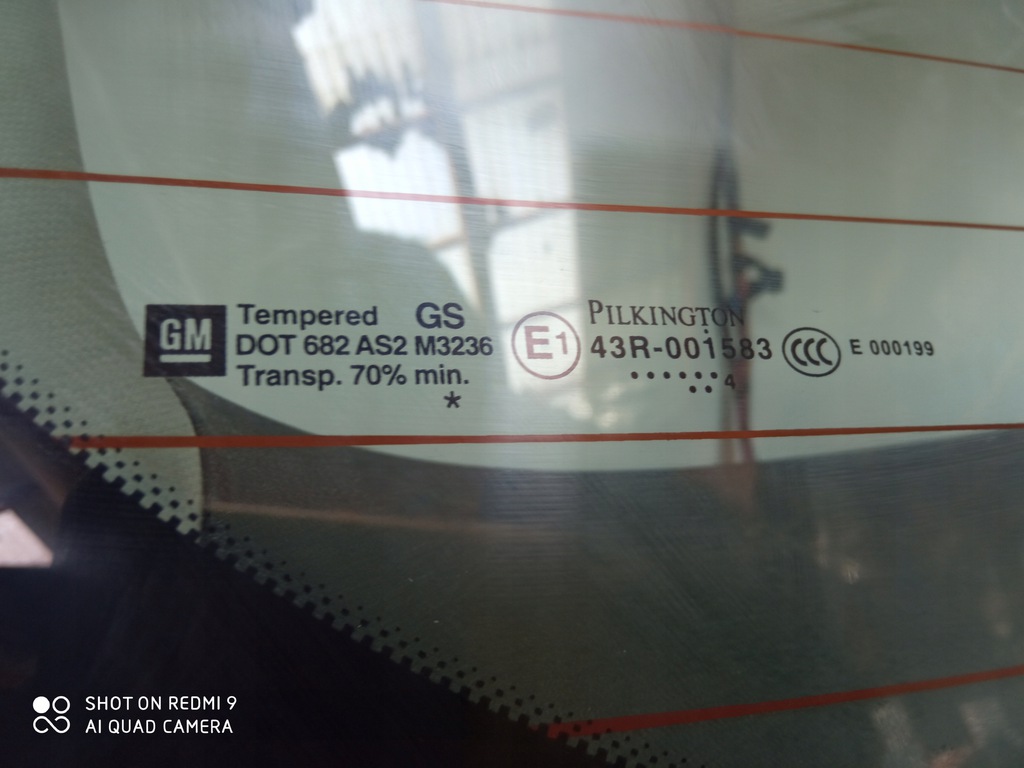 GM
Tempered GS
DOT 682 AS2 M3236
Transp. 70% min.
*
E1
PILKINGTON
43R-001583
4
CCC
E 000199
SHOT ON REDMI 9
AI QUAD CAMERA